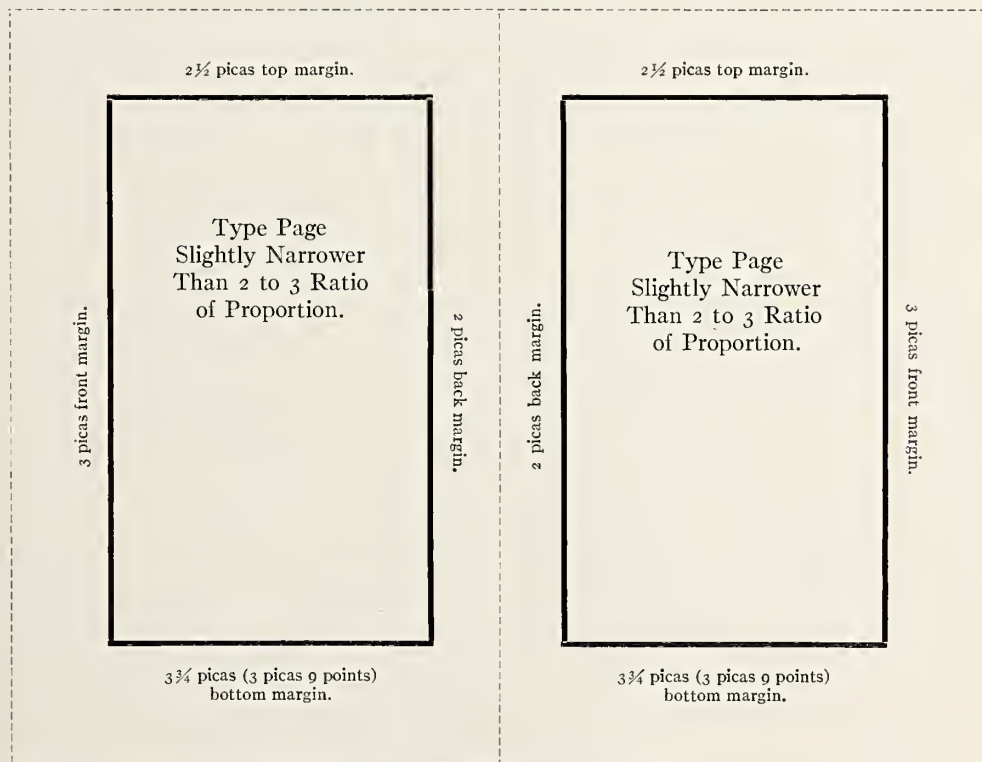 2½ picas top margin.
Type Page
Slightly Narrower
Than 2 to 3 Ratio
of Proportion.
3 picas front margin.
2 picas back margin.
3¾ picas (3 picas 9 points)
bottom margin.
2½ picas top margin.
Type Page
Slightly Narrower
Than 2 to 3 Ratio
of Proportion.
2 picas back margin.
3 picas front margin.
3¾ picas (3 picas 9 points)
bottom margin.